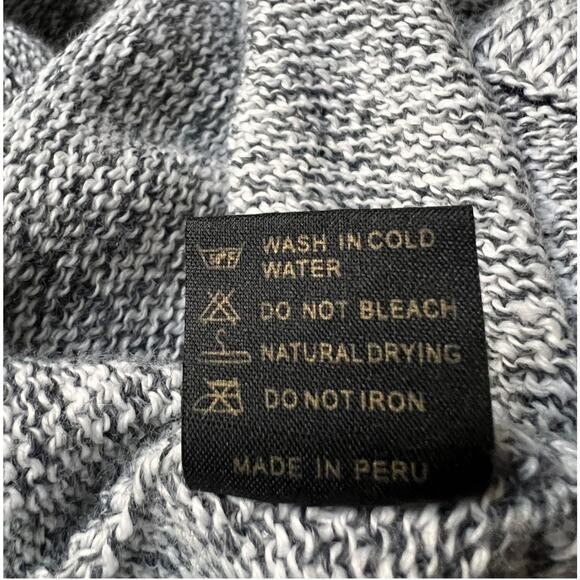 WASH IN COLD
WATER
DO NOT BLEACH
NATURAL DRYING
DO NOT IRON
MADE IN PERU